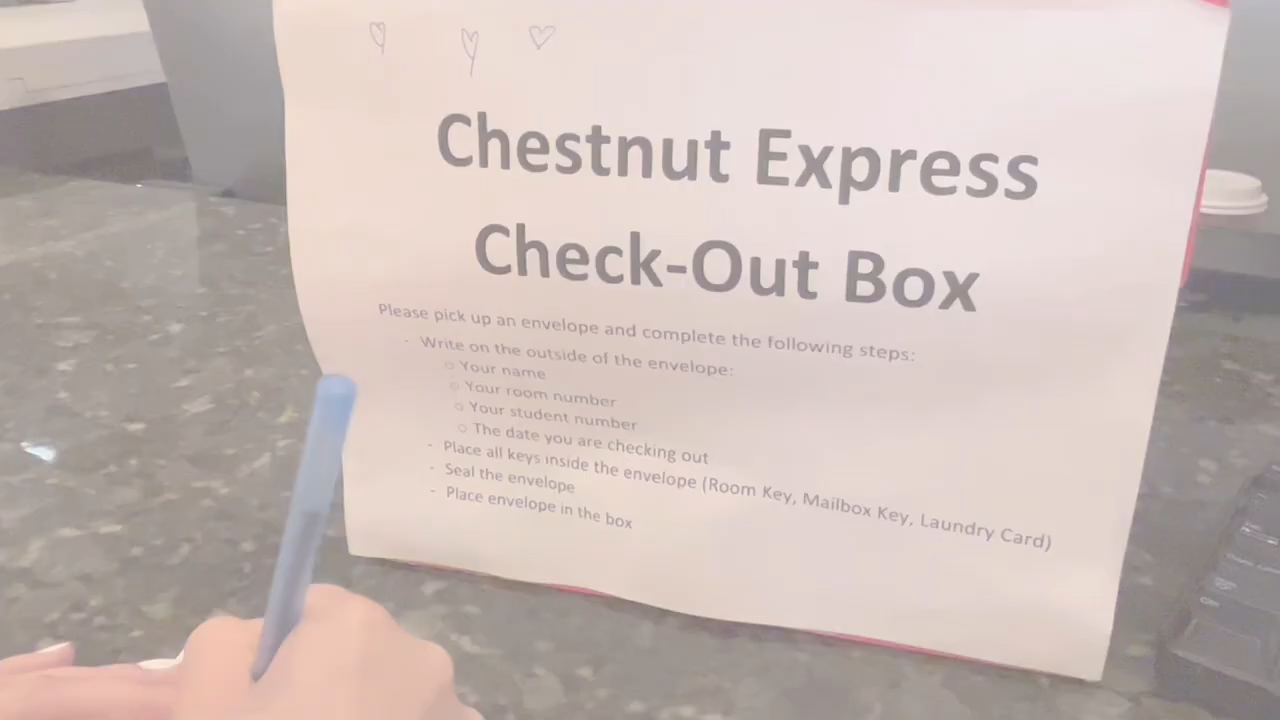 Chestnut Express
Check-Out Box
Please pick up an envelope and complete the following steps:
- Write on the outside of the envelope:
○ Your name
○ Your room number
○ Your student number
○ The date you are checking out
- Place all keys inside the envelope (Room Key, Mailbox Key, Laundry Card)
- Seal the envelope
- Place envelope in the box